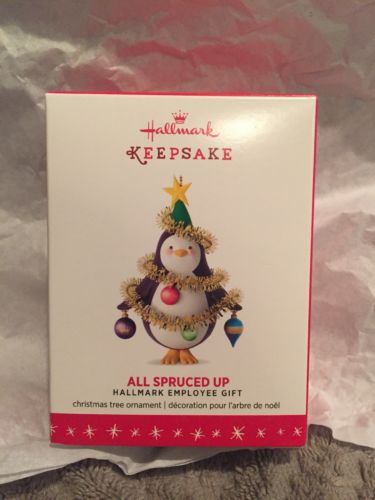 Hallmark
KEEPSAKE
ALL SPRUCED UP
HALLMARK EMPLOYEE GIFT
christmas tree ornament | décoration pour l'arbre de noël